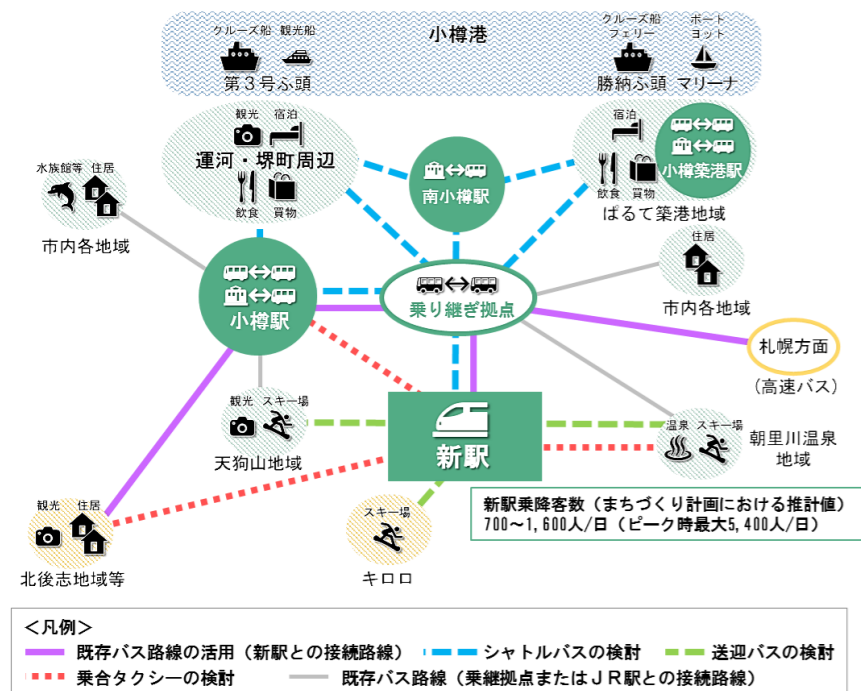 小樽港
クルーズ船 観光船
第3号ふ頭
クルーズ船
フェリー
ボート
ヨット
勝納ふ頭 マリーナ
観光 宿泊
運河・堺町周辺
飲食 買物
南小樽駅
宿泊
飲食 買物
小樽築港駅
ぱるて築港地域
水族館等 住居
市内各地域
小樽駅
乗り継ぎ拠点
住居
市内各地域
札幌方面
(高速バス)
観光 スキー場
天狗山地域
新駅
温泉 スキー場
朝里川温泉
地域
観光 住居
北後志地域等
スキー場
キロロ
新駅乗降客数(まちづくり計画における推計値)
700~1,600人/日(ピーク時最大5,400人/日)
<凡例>
既存バス路線の活用(新駅との接続路線) シャトルバスの検討 送迎バスの検討
乗合タクシーの検討 既存バス路線(乗継拠点またはJR駅との接続路線)